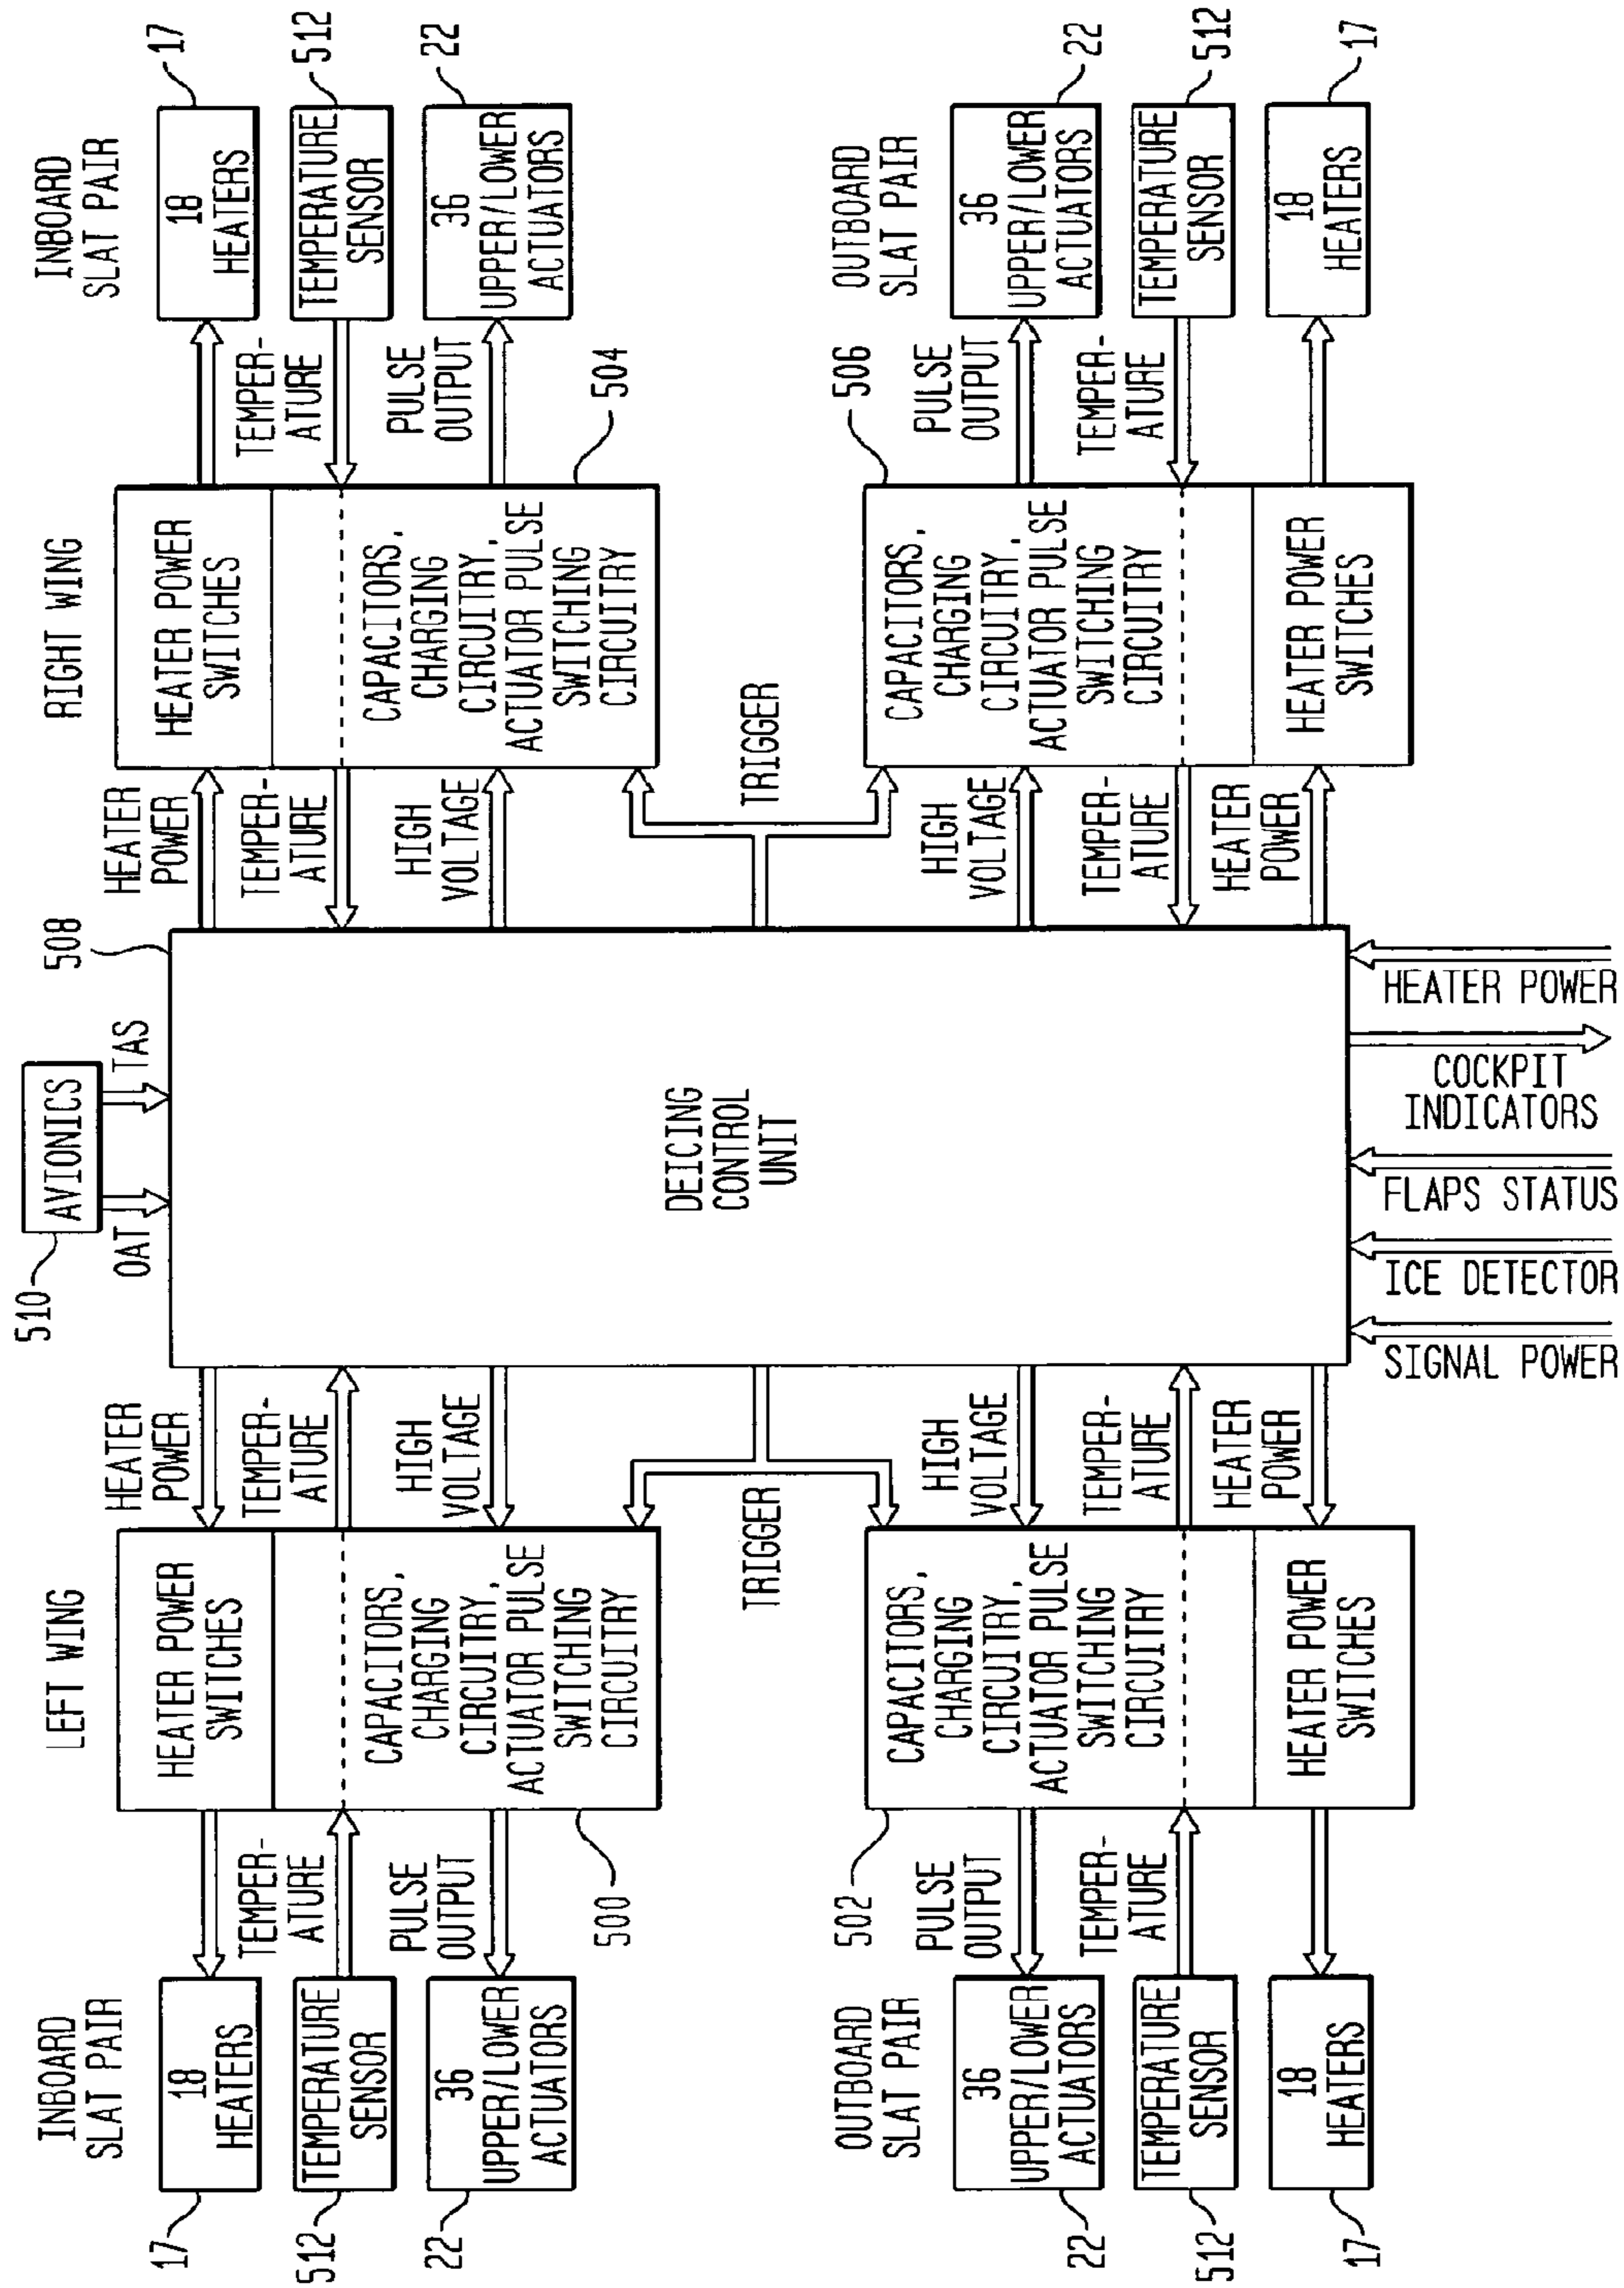 LEFT WING
RIGHT WING
INBOARD
SLAT PAIR
17
18
HEATERS
512
TEMPERATURE
SENSOR
22
36
UPPER/LOWER
ACTUATORS
TEMPER-
ATURE
PULSE
OUTPUT
HEATER POWER
SWITCHES
CAPACITORS,
CHARGING
CIRCUITRY,
ACTUATOR PULSE
SWITCHING
CIRCUITRY
500
HEATER
POWER
TEMPER-
ATURE
HIGH
VOLTAGE
TRIGGER
OUTBOARD
SLAT PAIR
22
36
UPPER/LOWER
ACTUATORS
512
TEMPERATURE
SENSOR
17
18
HEATERS
PULSE
OUTPUT
TEMPER-
ATURE
502
CAPACITORS,
CHARGING
CIRCUITRY,
ACTUATOR PULSE
SWITCHING
CIRCUITRY
HEATER POWER
SWITCHES
HIGH
VOLTAGE
TEMPER-
ATURE
HEATER
POWER
510
AVIONICS
OAT
TAS
508
DEICING
CONTROL
UNIT
SIGNAL POWER
ICE DETECTOR
FLAPS STATUS
COCKPIT
INDICATORS
HEATER POWER
HEATER
POWER
TEMPER-
ATURE
HIGH
VOLTAGE
TRIGGER
HEATER POWER
SWITCHES
CAPACITORS,
CHARGING
CIRCUITRY,
ACTUATOR PULSE
SWITCHING
CIRCUITRY
504
TEMPER-
ATURE
PULSE
OUTPUT
INBOARD
SLAT PAIR
18
HEATERS
17
TEMPERATURE
SENSOR
512
36
UPPER/LOWER
ACTUATORS
22
HIGH
VOLTAGE
TEMPER-
ATURE
HEATER
POWER
506
CAPACITORS,
CHARGING
CIRCUITRY,
ACTUATOR PULSE
SWITCHING
CIRCUITRY
HEATER POWER
SWITCHES
PULSE
OUTPUT
TEMPER-
ATURE
OUTBOARD
SLAT PAIR
36
UPPER/LOWER
ACTUATORS
22
TEMPERATURE
SENSOR
512
18
HEATERS
17